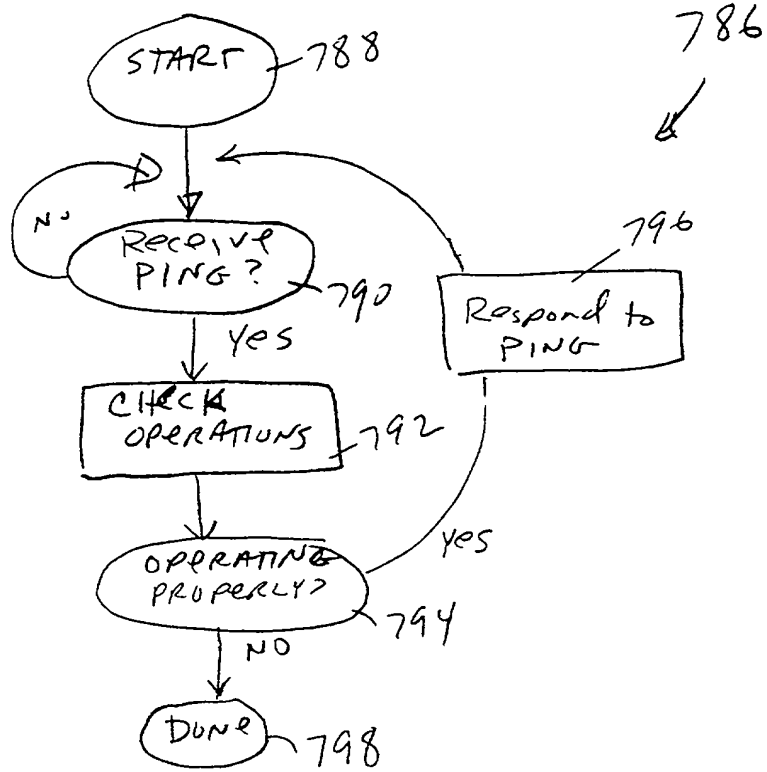 786
START
788
No
Receive
PING?
790
Yes
796
Respond to
PING
CHECK
OPERATIONS
792
OPERATING
PROPERLY?
794
Yes
NO
Done
798